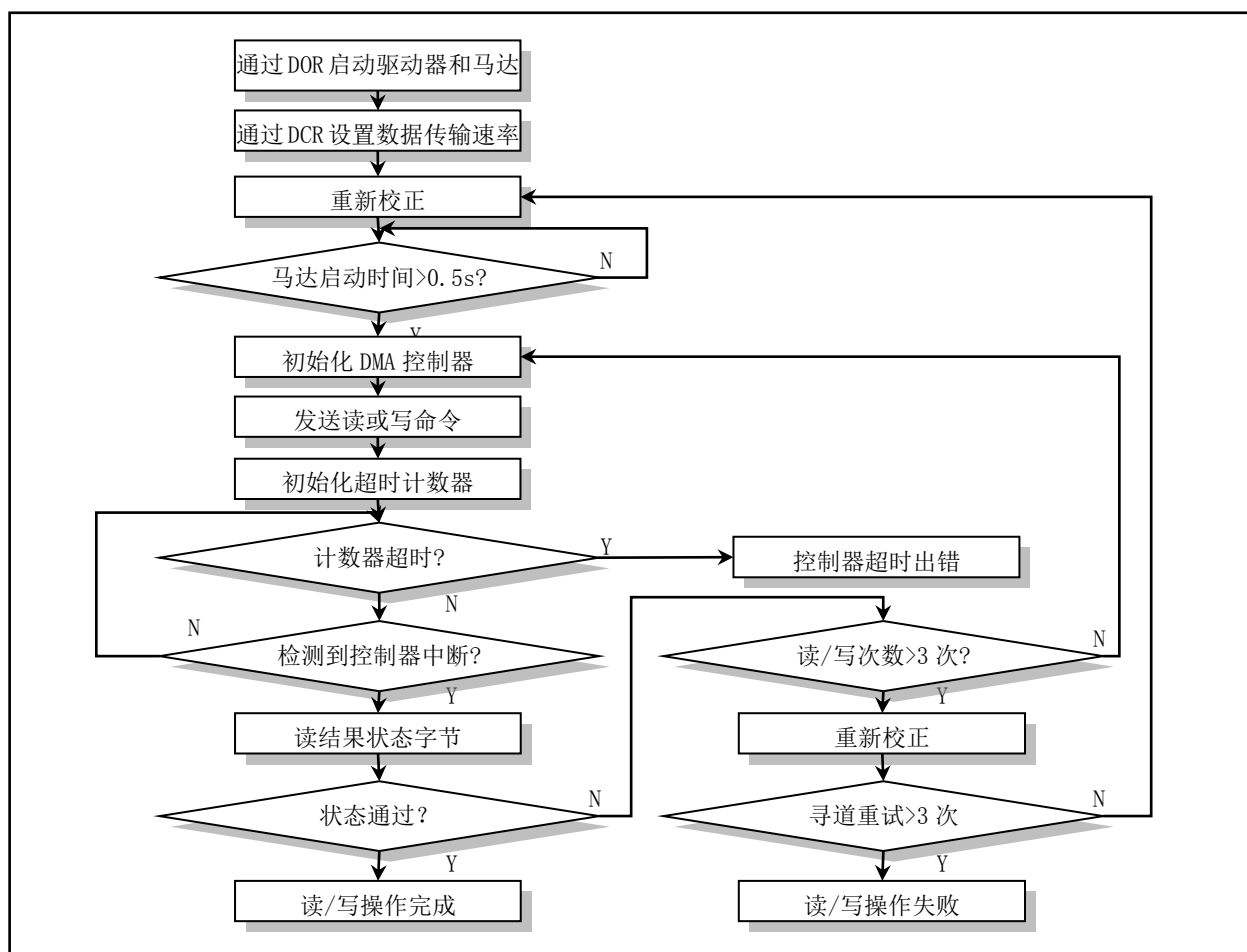 通过DOR启动驱动器和马达
通过DCR设置数据传输速率
重新校正
马达启动时间>0.5s?
N
Y
初始化 DMA 控制器
发送读或写命令
初始化超时计数器
计数器超时?
Y
控制器超时出错
N
N
检测到控制器中断?
读/写次数>3 次?
N
Y
Y
读结果状态字节
重新校正
状态通过?
N
寻道重试>3 次
N
Y
Y
读/写操作完成
读/写操作失败